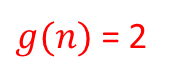 g(n) = 2